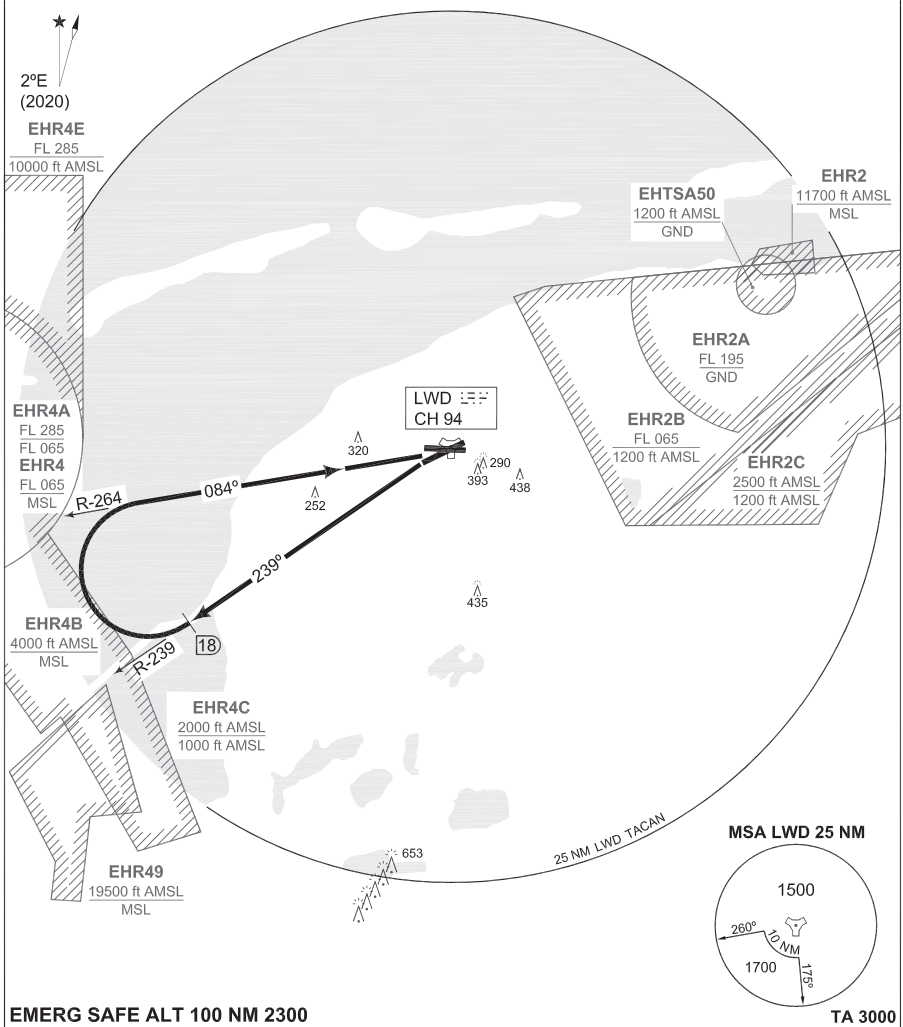 2ºE
(2020)
EHR4E
FL 285
10000 ft AMSL
EHR2
11700 ft AMSL
MSL
EHTSA50
1200 ft AMSL
GND
EHR2A
FL 195
GND
EHR4A
FL 285
FL 065
EHR4
FL 065
MSL
LWD
CH 94
EHR2B
FL 065
1200 ft AMSL
EHR2C
2500 ft AMSL
1200 ft AMSL
320
290
393
438
252
R-264
084º
239º
435
18
R-239
EHR4B
4000 ft AMSL
MSL
EHR4C
2000 ft AMSL
1000 ft AMSL
25 NM LWD TACAN
653
EHR49
19500 ft AMSL
MSL
MSA LWD 25 NM
1500
260º
10 NM
1700
175º
EMERG SAFE ALT 100 NM 2300
TA 3000